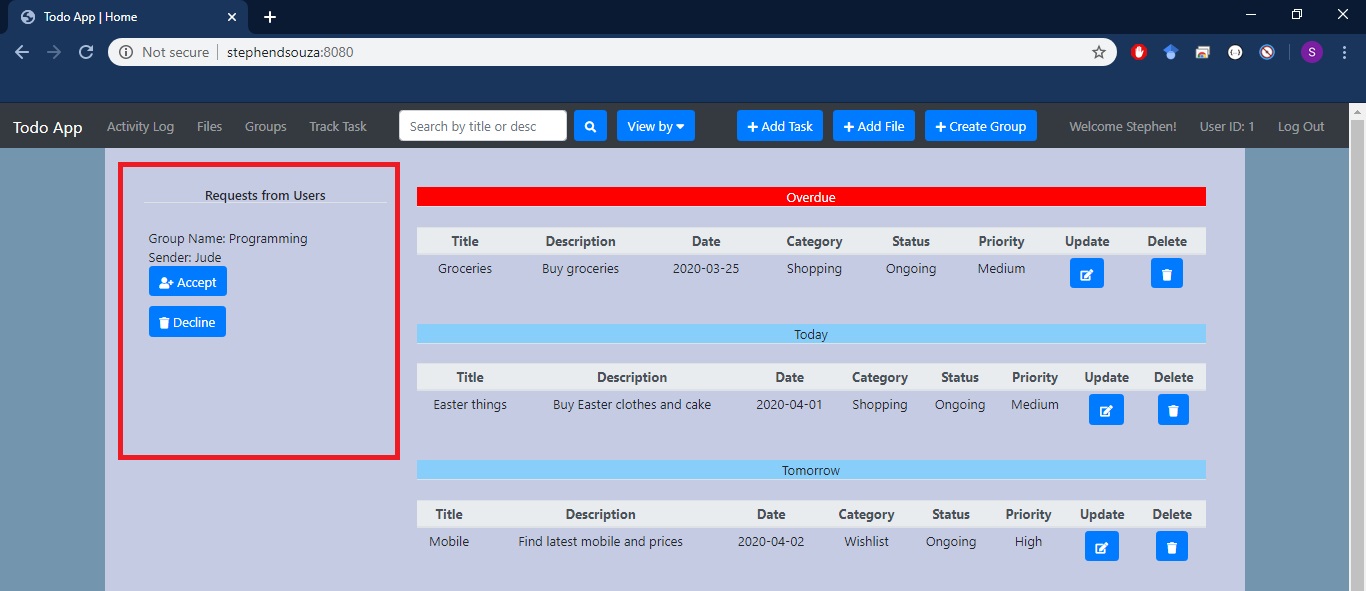 Todo App | Home
Not secure stephendsouza:8080
S
Todo App Activity Log Files Groups Track Task Search by title or desc View by Add Task Add File Create Group Welcome Stephen! User ID: 1 Log Out
Requests from Users
Group Name: Programming
Sender: Jude
Accept
Decline
Overdue
Title Description Date Category Status Priority Update Delete
Groceries Buy groceries 2020-03-25 Shopping Ongoing Medium
Today
Title Description Date Category Status Priority Update Delete
Easter things Buy Easter clothes and cake 2020-04-01 Shopping Ongoing Medium
Tomorrow
Title Description Date Category Status Priority Update Delete
Mobile Find latest mobile and prices 2020-04-02 Wishlist Ongoing High